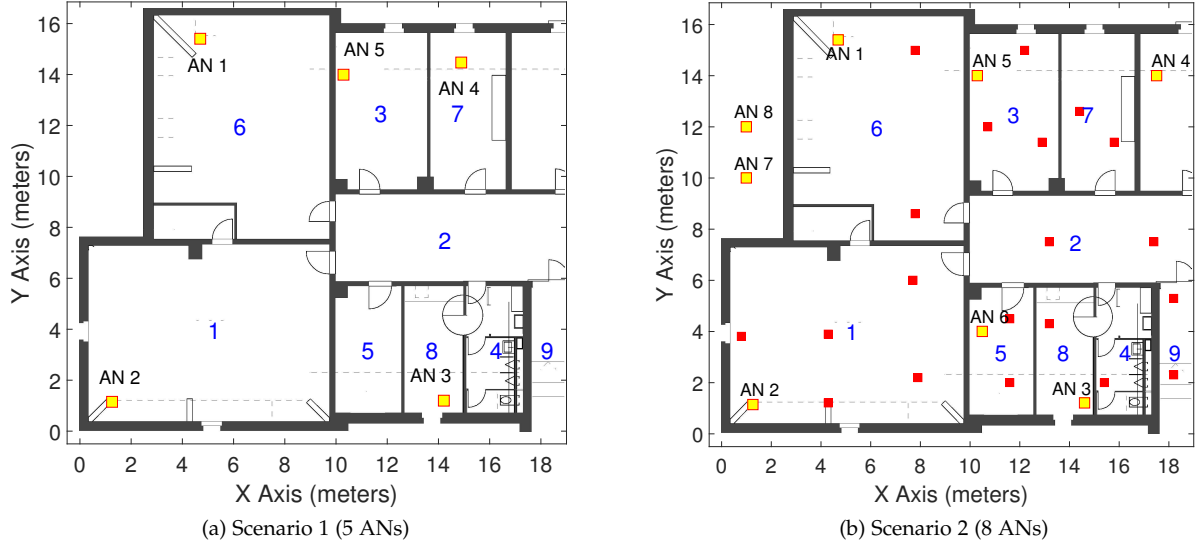 16
14
12
10
8
6
4
2
0
Y Axis (meters)
AN 1
AN 5
AN 4
6
3
7
2
1
AN 2
5
8
4
9
AN 3
0 2 4 6 8 10 12 14 16 18
X Axis (meters)
(a) Scenario 1 (5 ANs)
16
14
12
10
8
6
4
2
0
Y Axis (meters)
AN 1
AN 5
AN 4
AN 8
6
3
7
AN 7
2
1
AN 6
5
8
4
9
AN 2
AN 3
0 2 4 6 8 10 12 14 16 18
X Axis (meters)
(b) Scenario 2 (8 ANs)